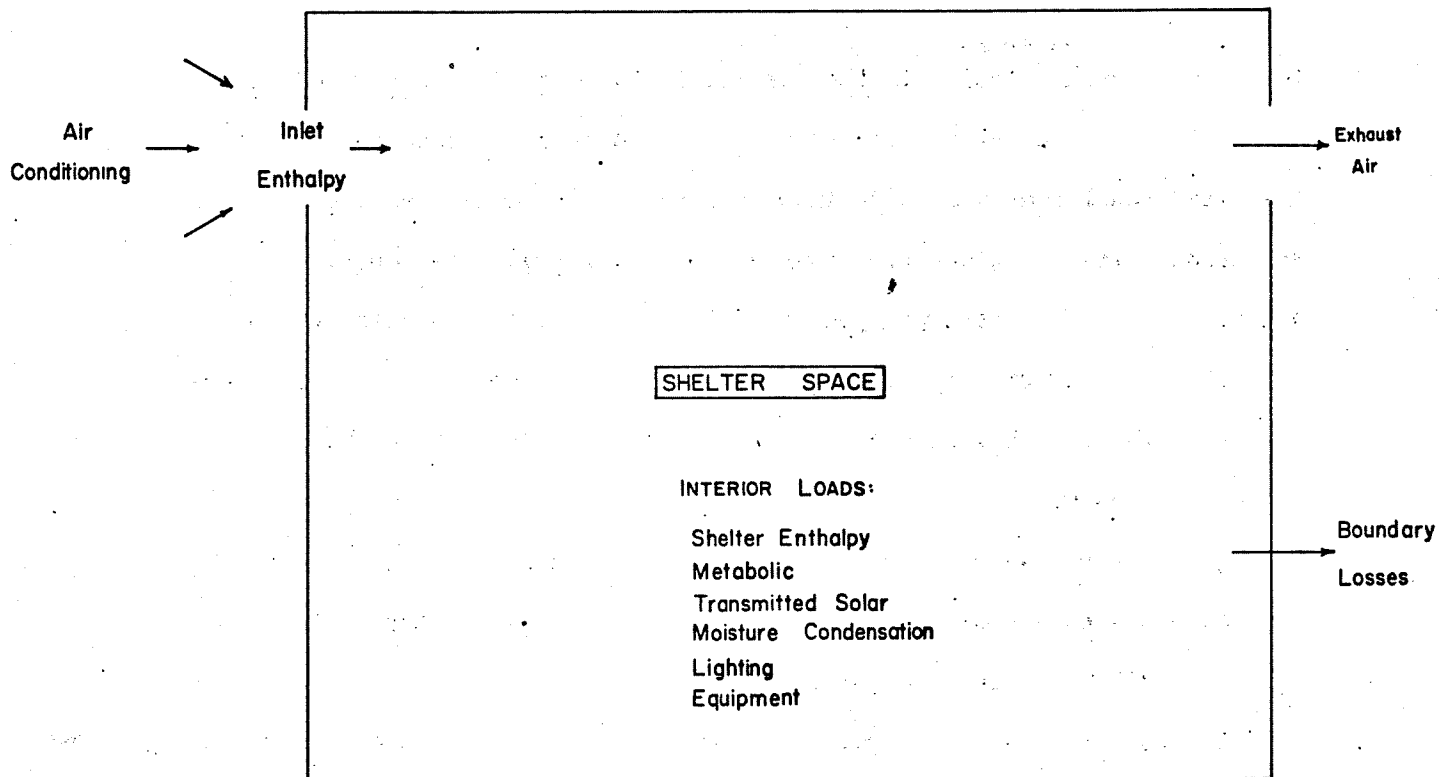 Air
Conditioning
Inlet
Enthalpy
Exhaust
Air
SHELTER SPACE
INTERIOR LOADS:
Shelter Enthalpy
Metabolic
Transmitted Solar
Moisture Condensation
Lighting
Equipment
Boundary
Losses